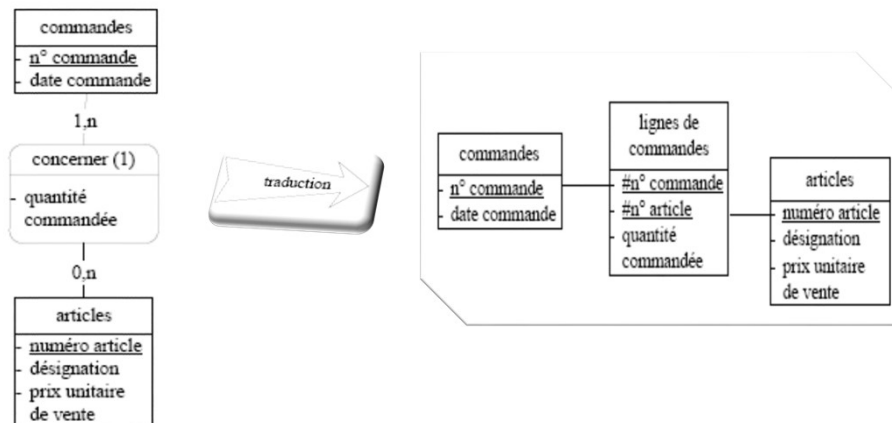 commandes
- n° commande
- date commande
1,n
concerner (1)
- quantité
commandée
0,n
articles
- numéro article
- désignation
- prix unitaire
de vente
traduction
commandes
- n° commande
- date commande
lignes de
commandes
- #n° commande
- #n° article
- quantité
commandée
articles
- numéro article
- désignation
- prix unitaire
de vente